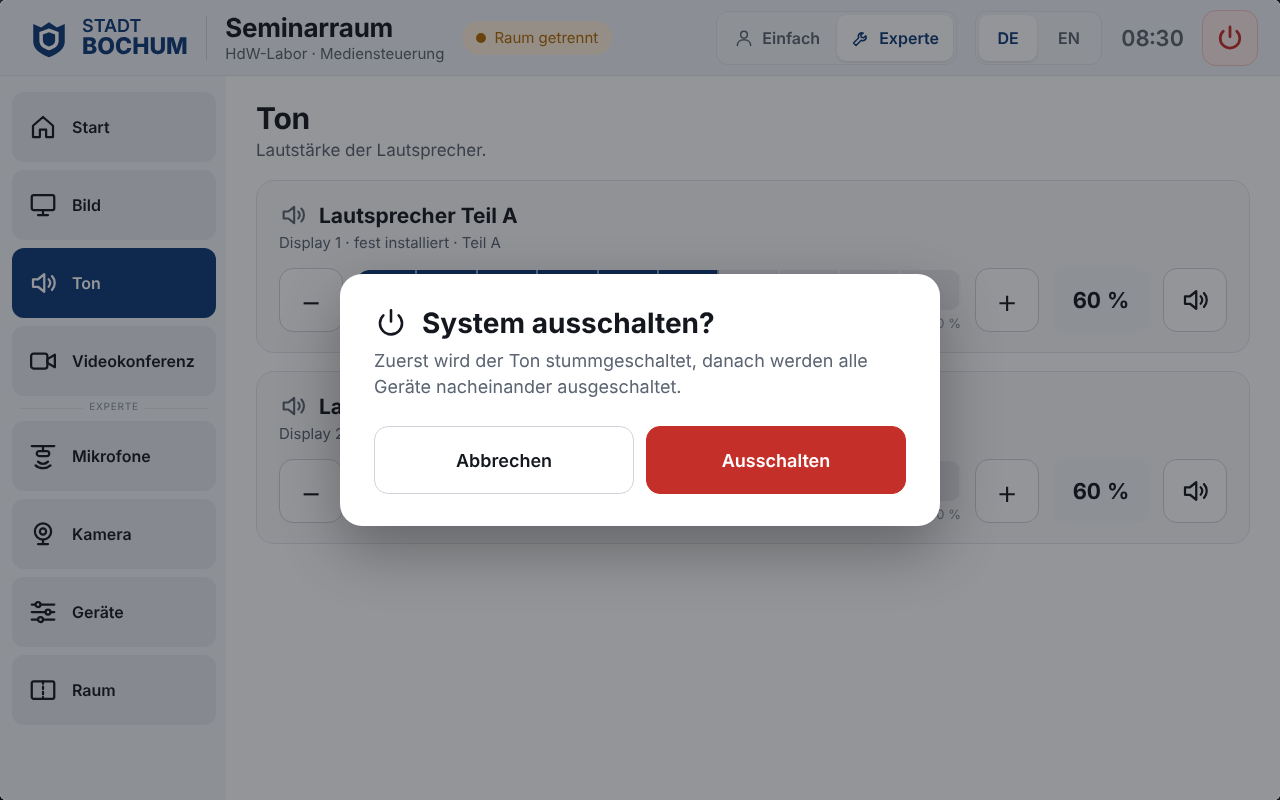 STADT
BOCHUM
Seminarraum
HdW-Labor · Mediensteuerung
Raum getrennt
Einfach
Experte
DE
EN
08:30
Start
Bild
Ton
Videokonferenz
EXPERTE
Mikrofone
Kamera
Geräte
Raum
Ton
Lautstärke der Lautsprecher.
Lautsprecher Teil A
Display 1 · fest installiert · Teil A
−
+
60 %
System ausschalten?
Zuerst wird der Ton stummgeschaltet, danach werden alle
Geräte nacheinander ausgeschaltet.
Abbrechen
Ausschalten
Display 2
−
+
60 %